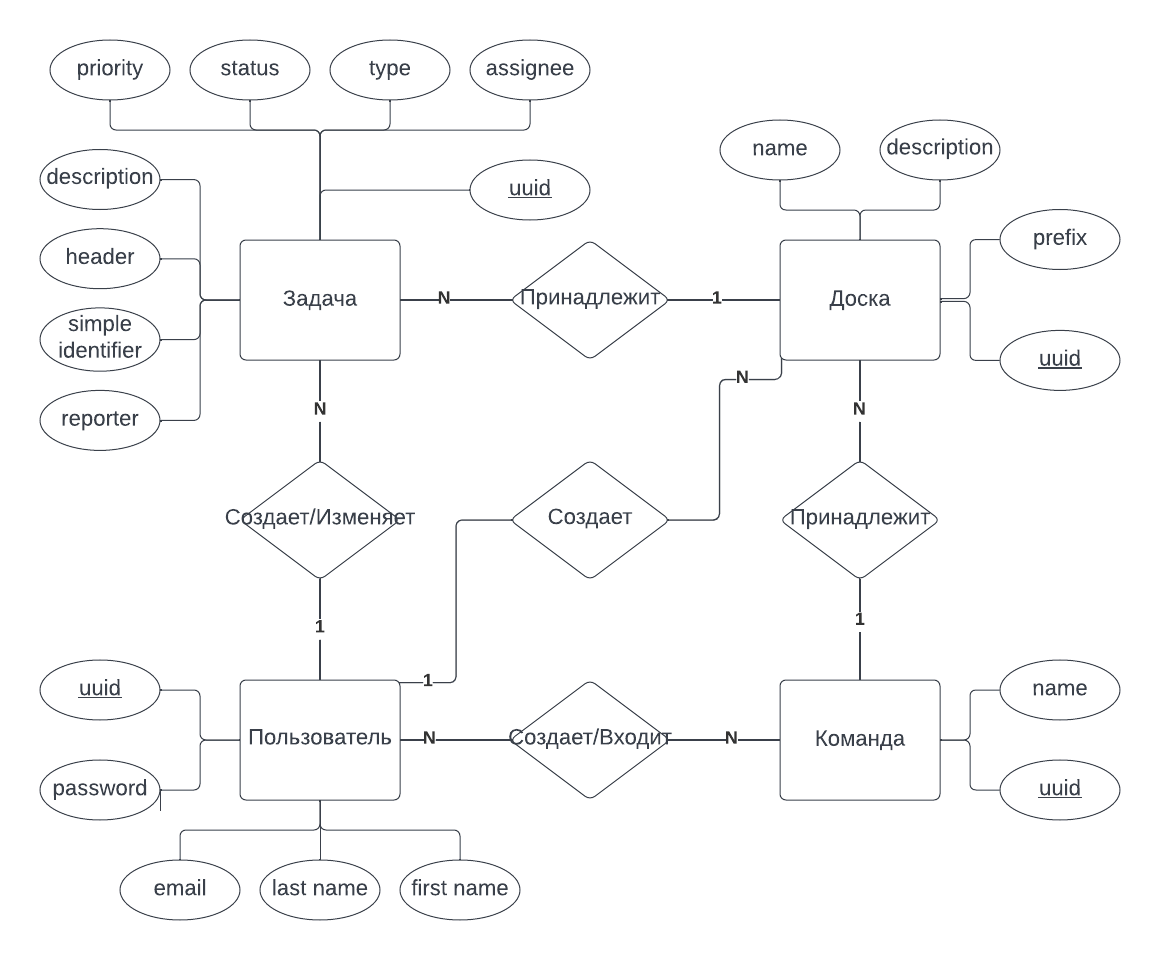 priority
status
type
assignee
name
description
description
uuid
header
prefix
Задача
N
Принадлежит
1
Доска
simple
identifier
uuid
N
reporter
N
N
Создает/Изменяет
Создает
Принадлежит
1
1
1
uuid
name
Пользователь
N
Создает/Входит
N
Команда
password
uuid
email
last name
first name